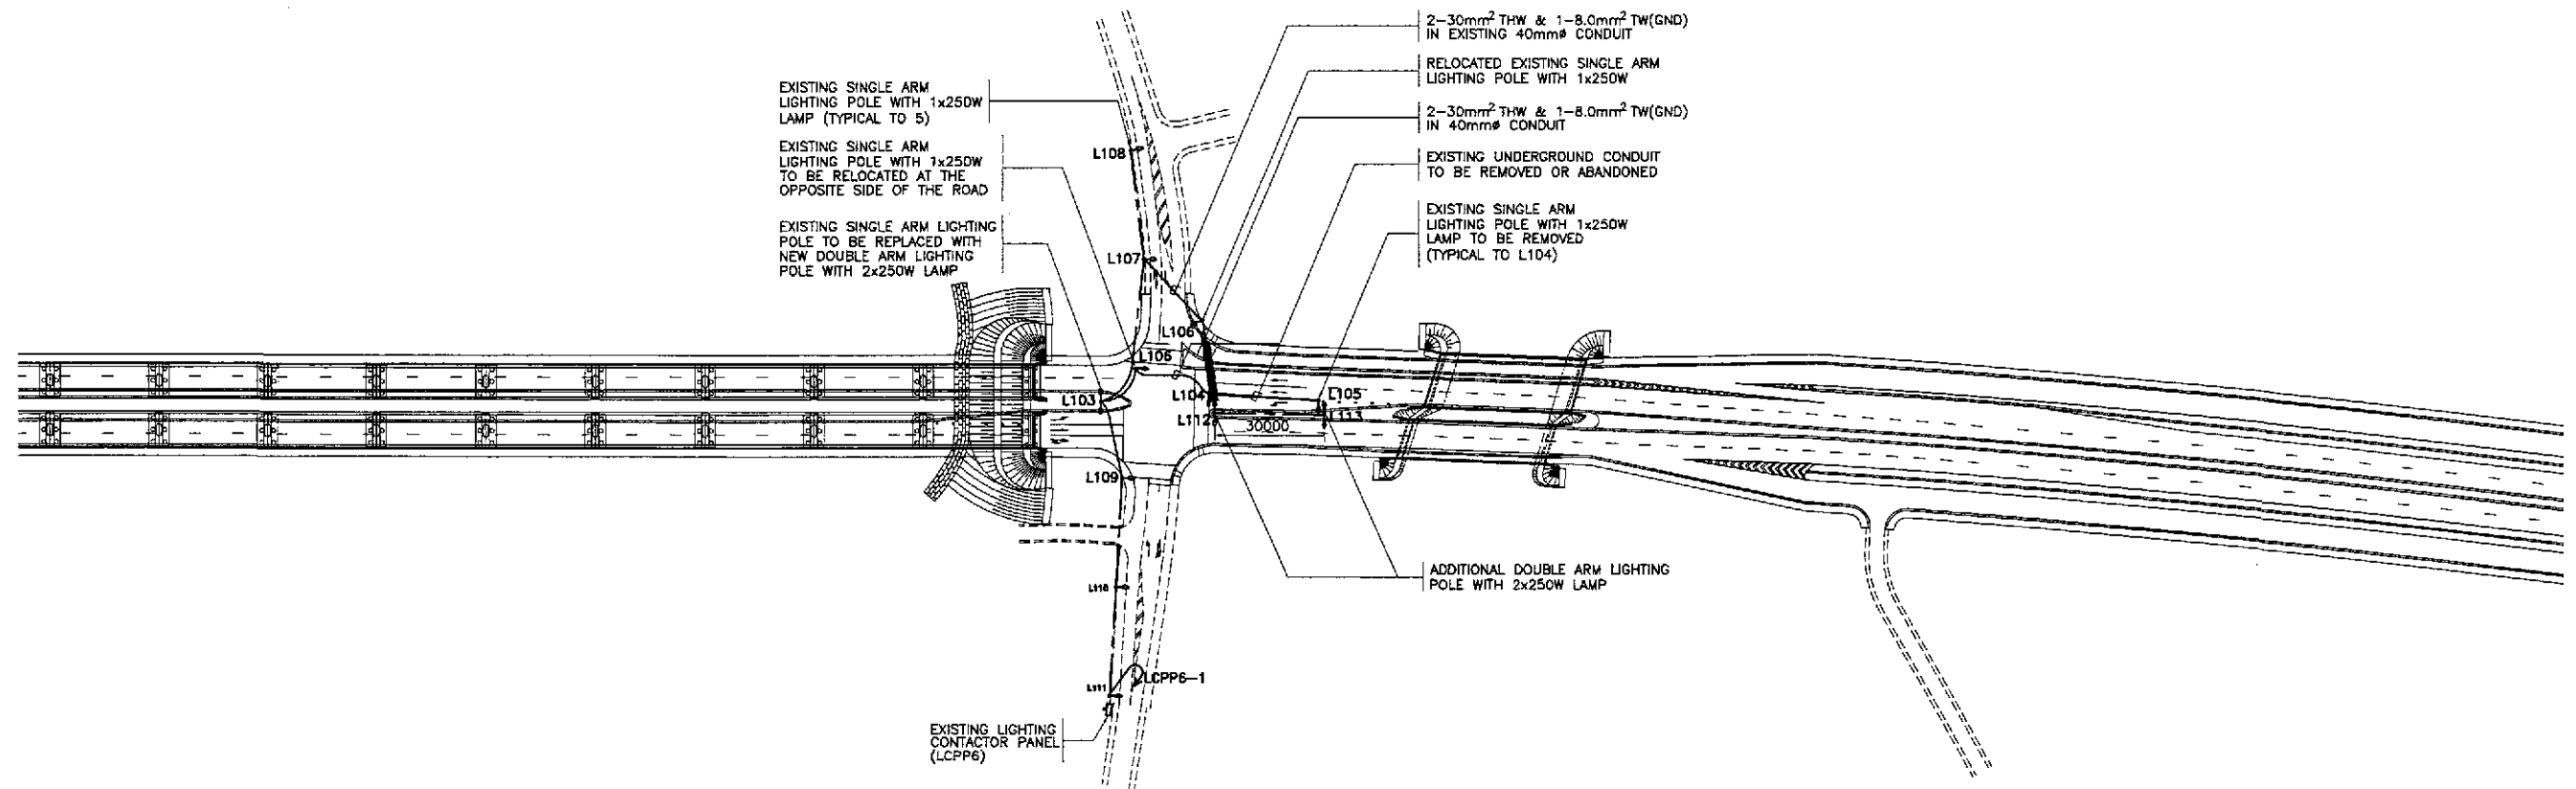 2-30mm² THW & 1-8.0mm² TW(GND)
IN EXISTING 40mmø CONDUIT
RELOCATED EXISTING SINGLE ARM
LIGHTING POLE WITH 1x250W
2-30mm² THW & 1-8.0mm² TW(GND)
IN 40mmø CONDUIT
EXISTING UNDERGROUND CONDUIT
TO BE REMOVED OR ABANDONED
EXISTING SINGLE ARM
LIGHTING POLE WITH 1x250W
LAMP TO BE REMOVED
(TYPICAL TO L104)
EXISTING SINGLE ARM
LIGHTING POLE WITH 1x250W
LAMP (TYPICAL TO 5)
EXISTING SINGLE ARM
LIGHTING POLE WITH 1x250W
TO BE RELOCATED AT THE
OPPOSITE SIDE OF THE ROAD
EXISTING SINGLE ARM LIGHTING
POLE TO BE REPLACED WITH
NEW DOUBLE ARM LIGHTING
POLE WITH 2x250W LAMP
L108
L107
L106
L106
L103
L104
L105
L112
L113
30000
L109
L110
L111
LCPP6-1
ADDITIONAL DOUBLE ARM LIGHTING
POLE WITH 2x250W LAMP
EXISTING LIGHTING
CONTACTOR PANEL
(LCPP6)